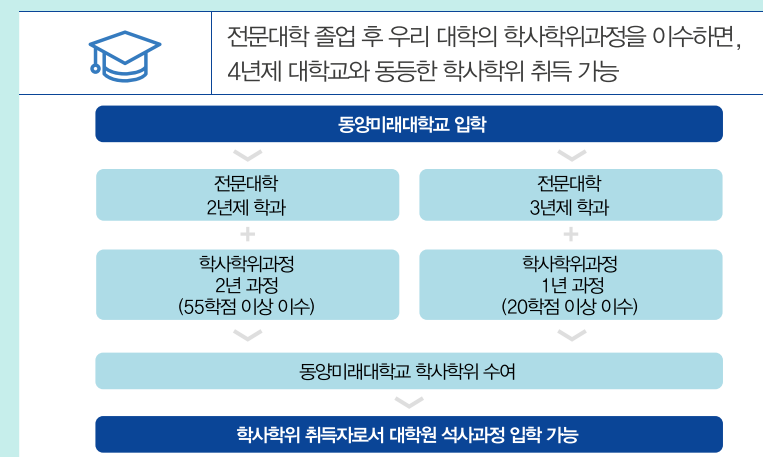 전문대학 졸업 후 우리 대학의 학사학위과정을 이수하면,
4년제 대학교와 동등한 학사학위 취득 가능
동양미래대학교 입학
전문대학
2년제 학과
+
학사학위과정
2년 과정
(55학점 이상 이수)
전문대학
3년제 학과
+
학사학위과정
1년 과정
(20학점 이상 이수)
동양미래대학교 학사학위 수여
학사학위 취득자로서 대학원 석사과정 입학 가능